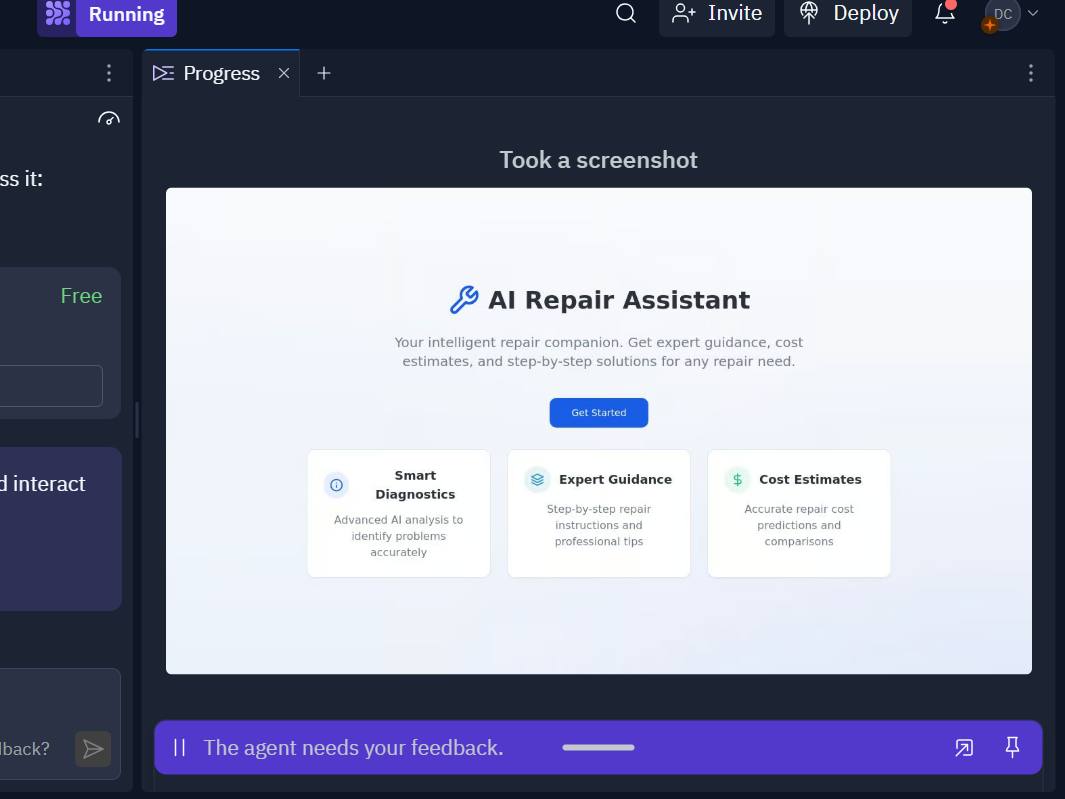 Running
Invite
Deploy
DC
Progress
ss it:
Took a screenshot
Free
AI Repair Assistant
Your intelligent repair companion. Get expert guidance, cost
estimates, and step-by-step solutions for any repair need.
Get Started
Smart
Diagnostics
Advanced AI analysis to
identify problems
accurately
Expert Guidance
Step-by-step repair
instructions and
professional tips
$
Cost Estimates
Accurate repair cost
predictions and
comparisons
d interact
dback?
The agent needs your feedback.